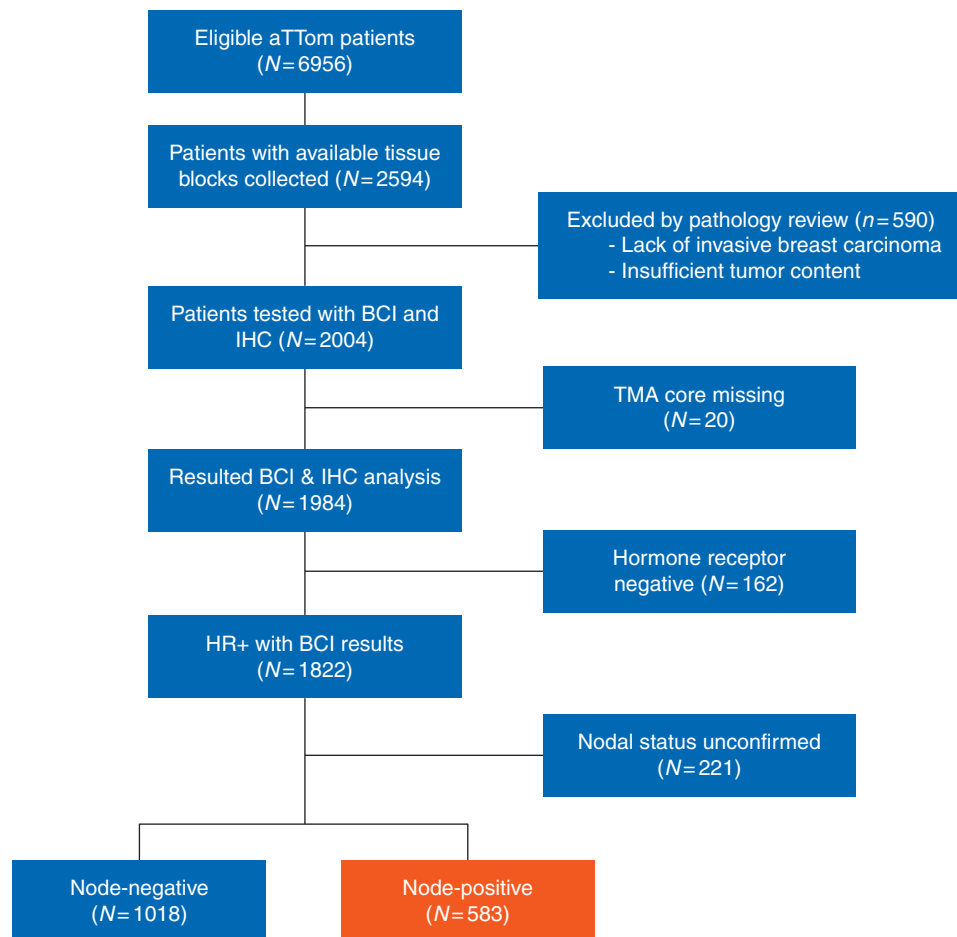 Eligible aTTom patients
(N=6956)
Patients with available tissue
blocks collected (N=2594)
Excluded by pathology review (n=590)
- Lack of invasive breast carcinoma
- Insufficient tumor content
Patients tested with BCI and
IHC (N=2004)
TMA core missing
(N=20)
Resulted BCI & IHC analysis
(N=1984)
Hormone receptor
negative (N=162)
HR+ with BCI results
(N=1822)
Nodal status unconfirmed
(N=221)
Node-negative
(N=1018)
Node-positive
(N=583)